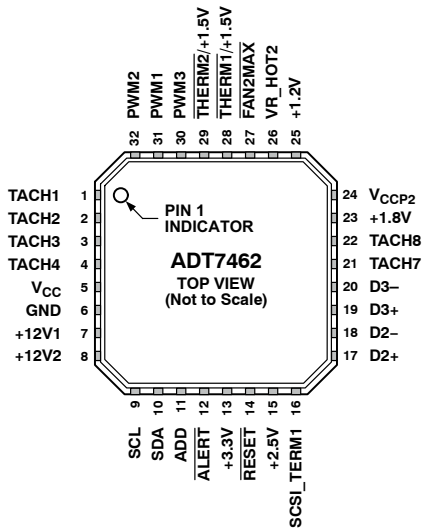 PWM2
PWM1
PWM3
THERM2/+1.5V
THERM1/+1.5V
FAN2MAX
VR_HOT2
+1.2V
32
31
30
29
28
27
26
25
TACH1 1
TACH2 2
TACH3 3
TACH4 4
VCC 5
GND 6
+12V1 7
+12V2 8
PIN 1
INDICATOR
ADT7462
TOP VIEW
(Not to Scale)
24 VCCP2
23 +1.8V
22 TACH8
21 TACH7
20 D3–
19 D3+
18 D2–
17 D2+
9
10
11
12
13
14
15
16
SCL
SDA
ADD
ALERT
+3.3V
RESET
+2.5V
SCSI_TERM1